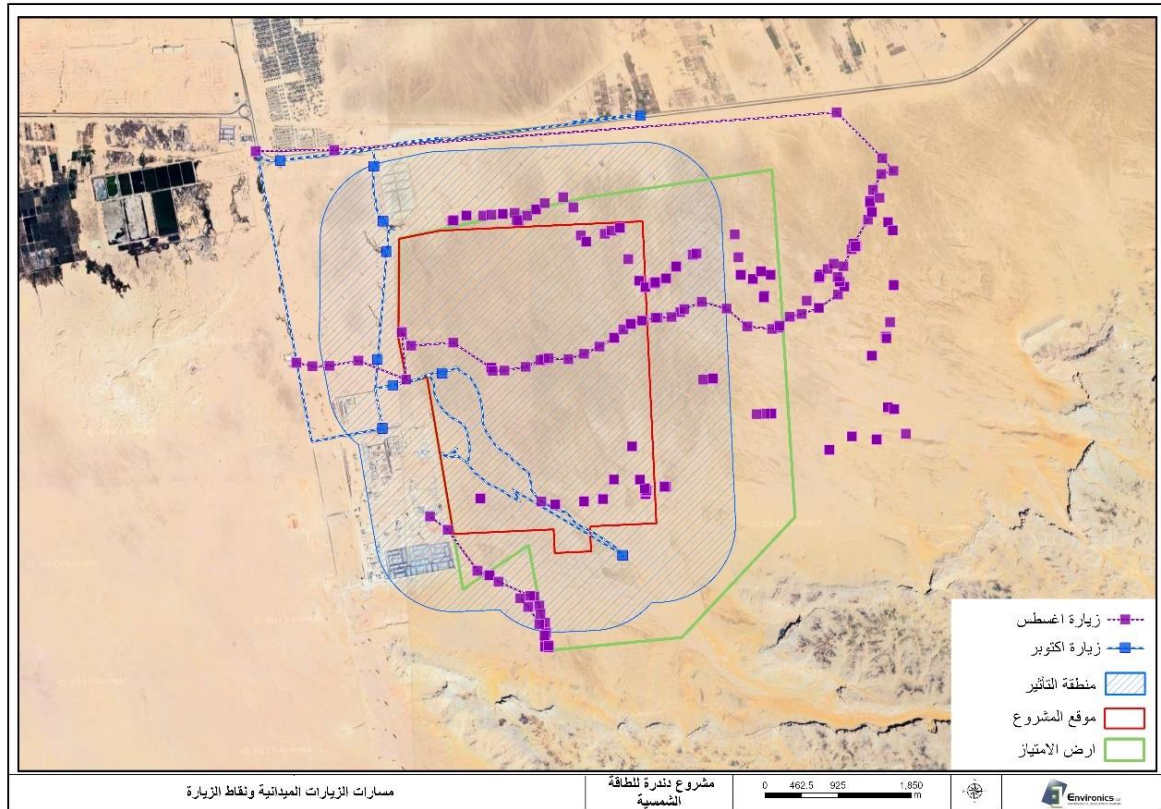 زيارة اغسطس
زيارة اكتوبر
منطقة التأثير
موقع المشروع
ارض الامتياز
مسارات الزيارات الميدانية ونقاط الزيارة
مشروع دندرة للطاقة
الشمسية
0 462.5 925 1,850
m
Environics